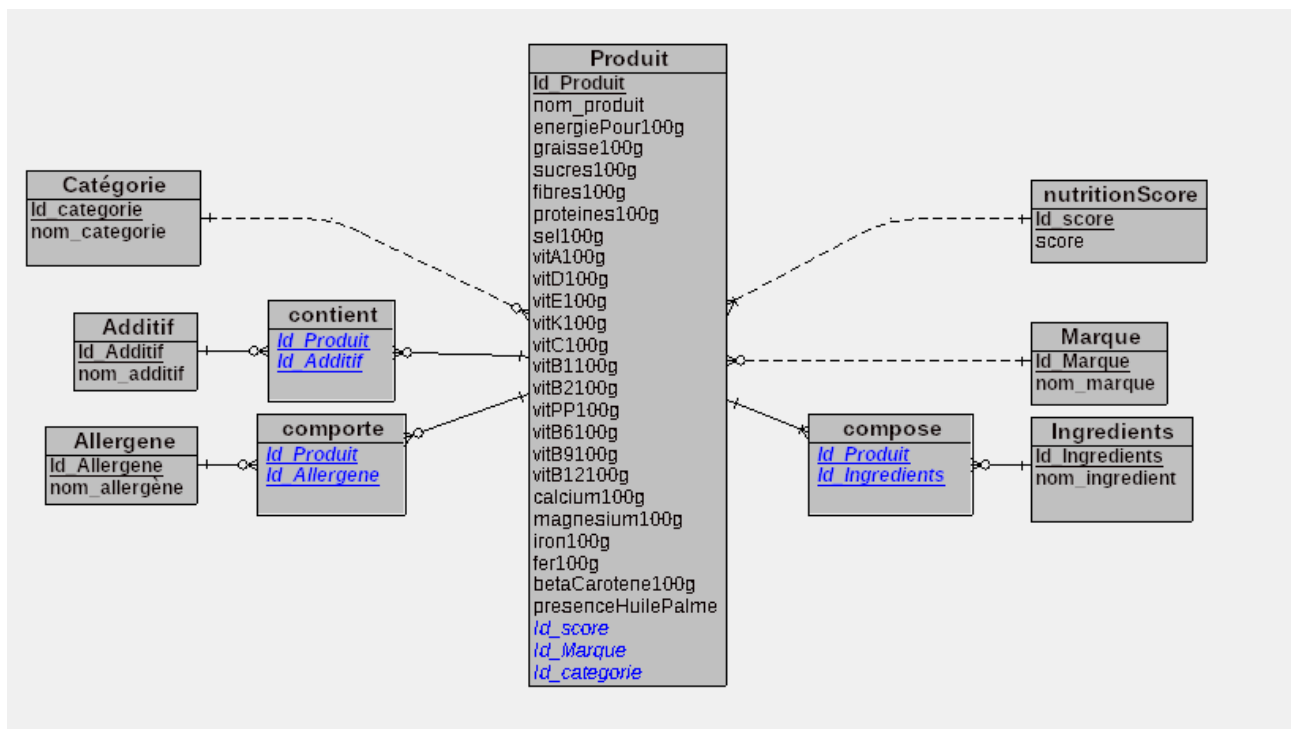 Produit
Id_Produit
nom_produit
energiePour100g
graisse100g
sucres100g
fibres100g
proteines100g
sel100g
vitA100g
vitD100g
vitE100g
vitK100g
vitC100g
vitB1100g
vitB2100g
vitPP100g
vitB6100g
vitB9100g
vitB12100g
calcium100g
magnesium100g
iron100g
fer100g
betaCarotene100g
presenceHuilePalme
Id_score
Id_Marque
Id_categorie
Catégorie
Id_categorie
nom_categorie
Additif
Id_Additif
nom_additif
contient
Id_Produit
Id_Additif
Allergene
Id_Allergene
nom_allergène
comporte
Id_Produit
Id_Allergene
nutritionScore
Id_score
score
Marque
Id_Marque
nom_marque
compose
Id_Produit
Id_Ingredients
Ingredients
Id_Ingredients
nom_ingredient